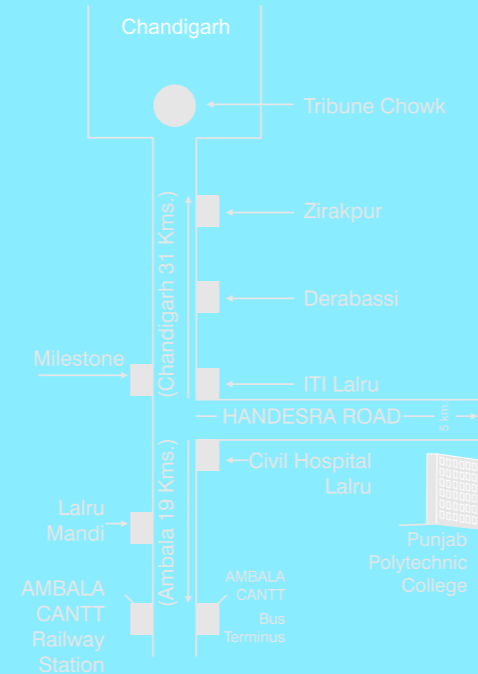 Chandigarh
Tribune Chowk
Zirakpur
(Chandigarh 31 Kms.)
Derabassi
Milestone
ITI Lalru
HANDESRA ROAD
5 km
Civil Hospital
Lalru
(Ambala 19 Kms.)
Lalru
Mandi
Punjab
Polytechnic
College
AMBALA
CANTT
Railway
Station
AMBALA
CANTT
Bus
Terminus